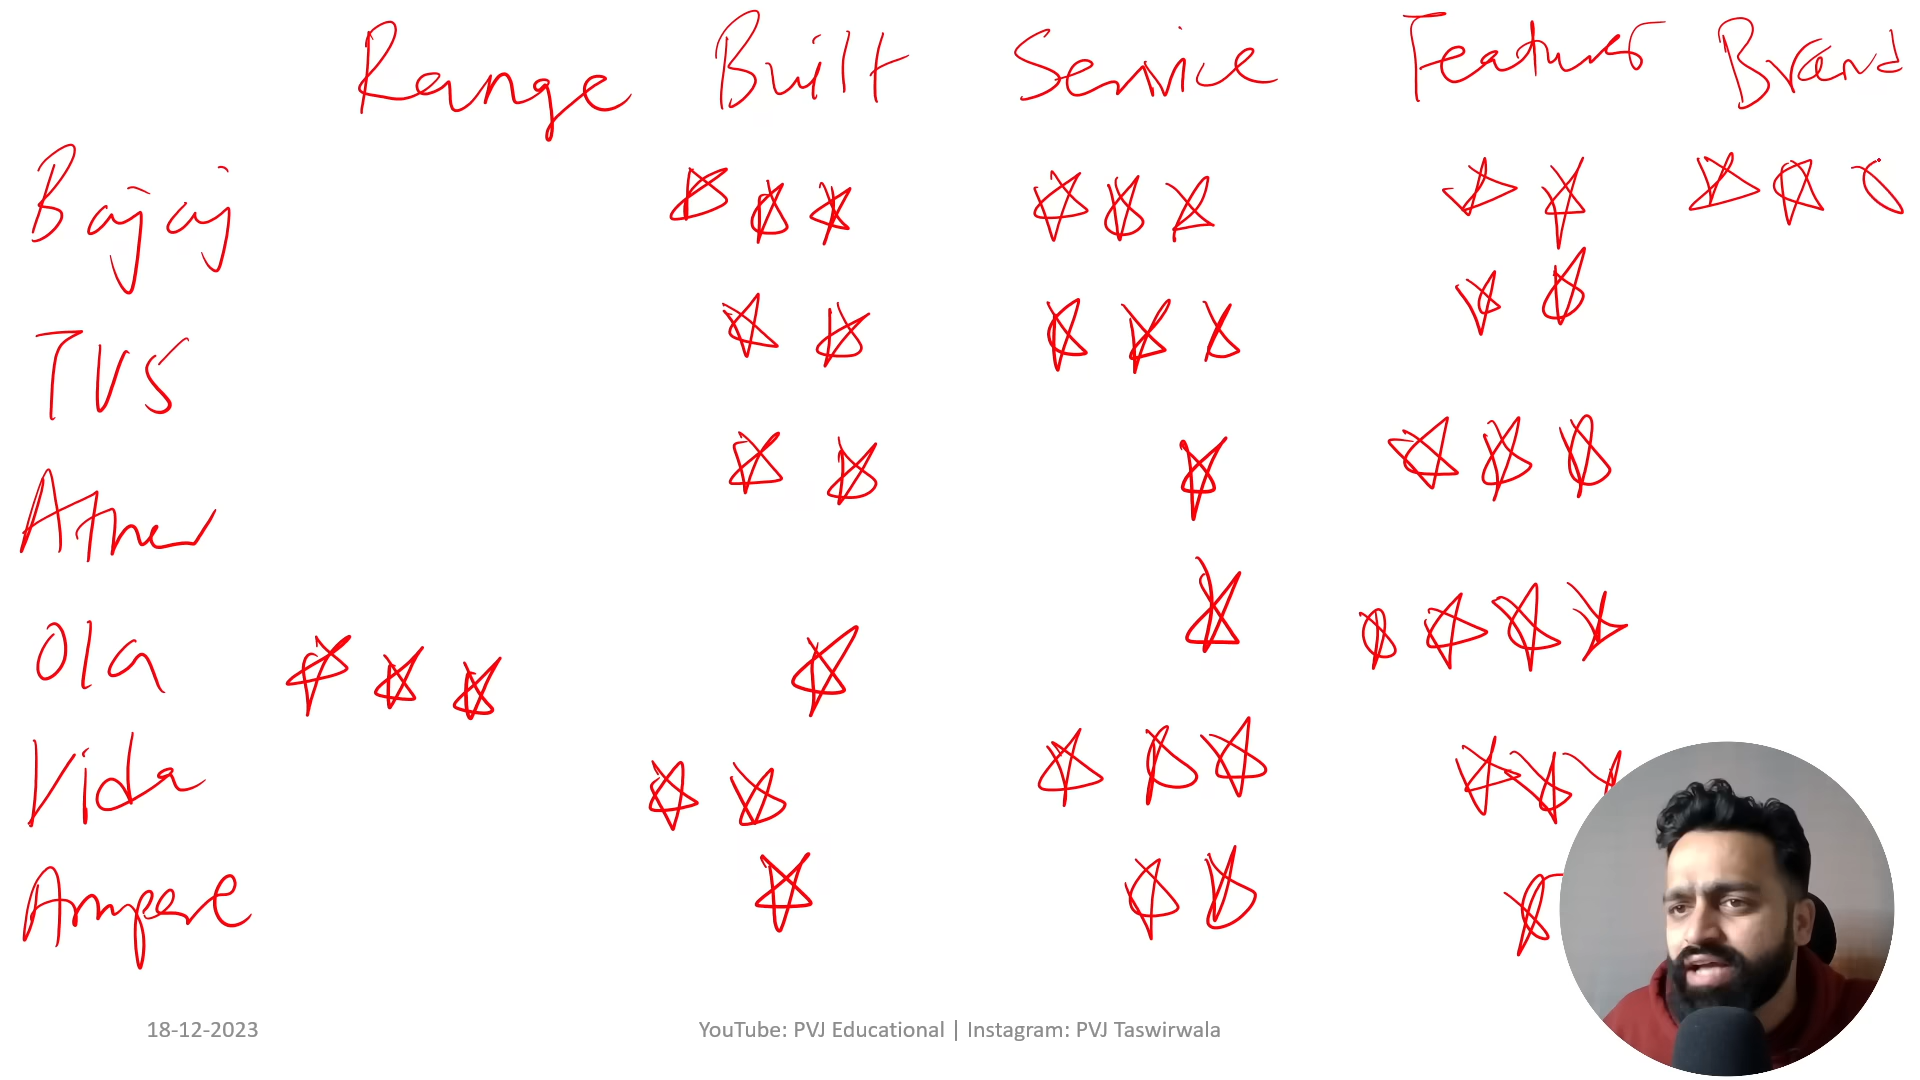 Range Built Service Features Brand
Bajaj
TVS
Ather
Ola
Vida
Ampere
18-12-2023 YouTube: PVJ Educational | Instagram: PVJ Taswirwala